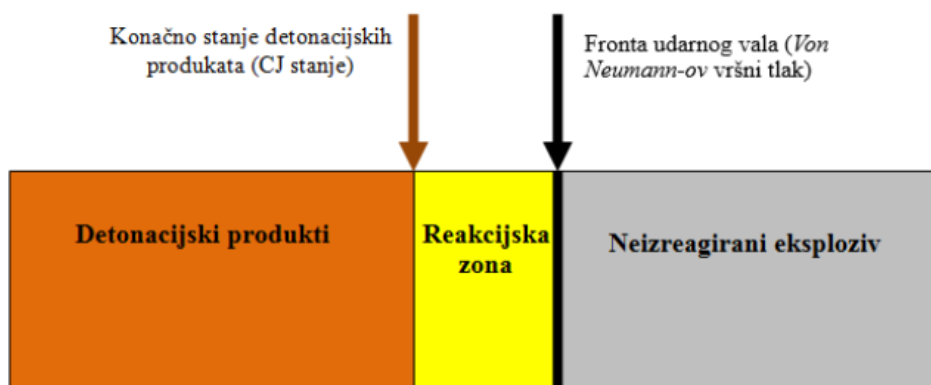 Konačno stanje detonacijskih
produkata (CJ stanje)
Fronta udarnog vala (Von
Neumann-ov vršni tlak)
Detonacijski produkti
Reakcijska
zona
Neizreagirani eksploziv